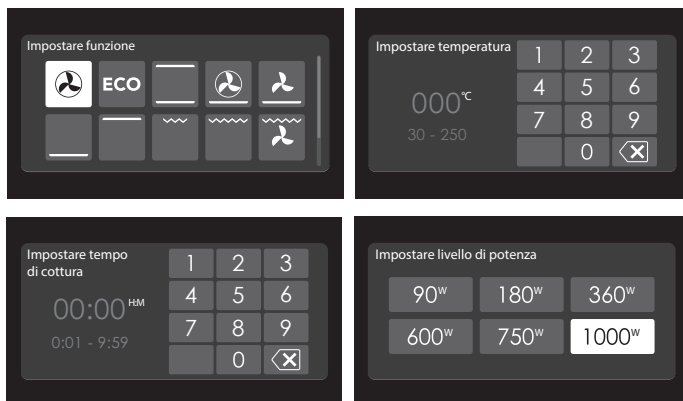 Impostare funzione
ECO
Impostare temperatura
000°C
30 - 250
1 2 3
4 5 6
7 8 9
0
Impostare tempo
di cottura
00:00 H:M
0:01 - 9:59
1 2 3
4 5 6
7 8 9
0
Impostare livello di potenza
90W 180W 360W
600W 750W 1000W